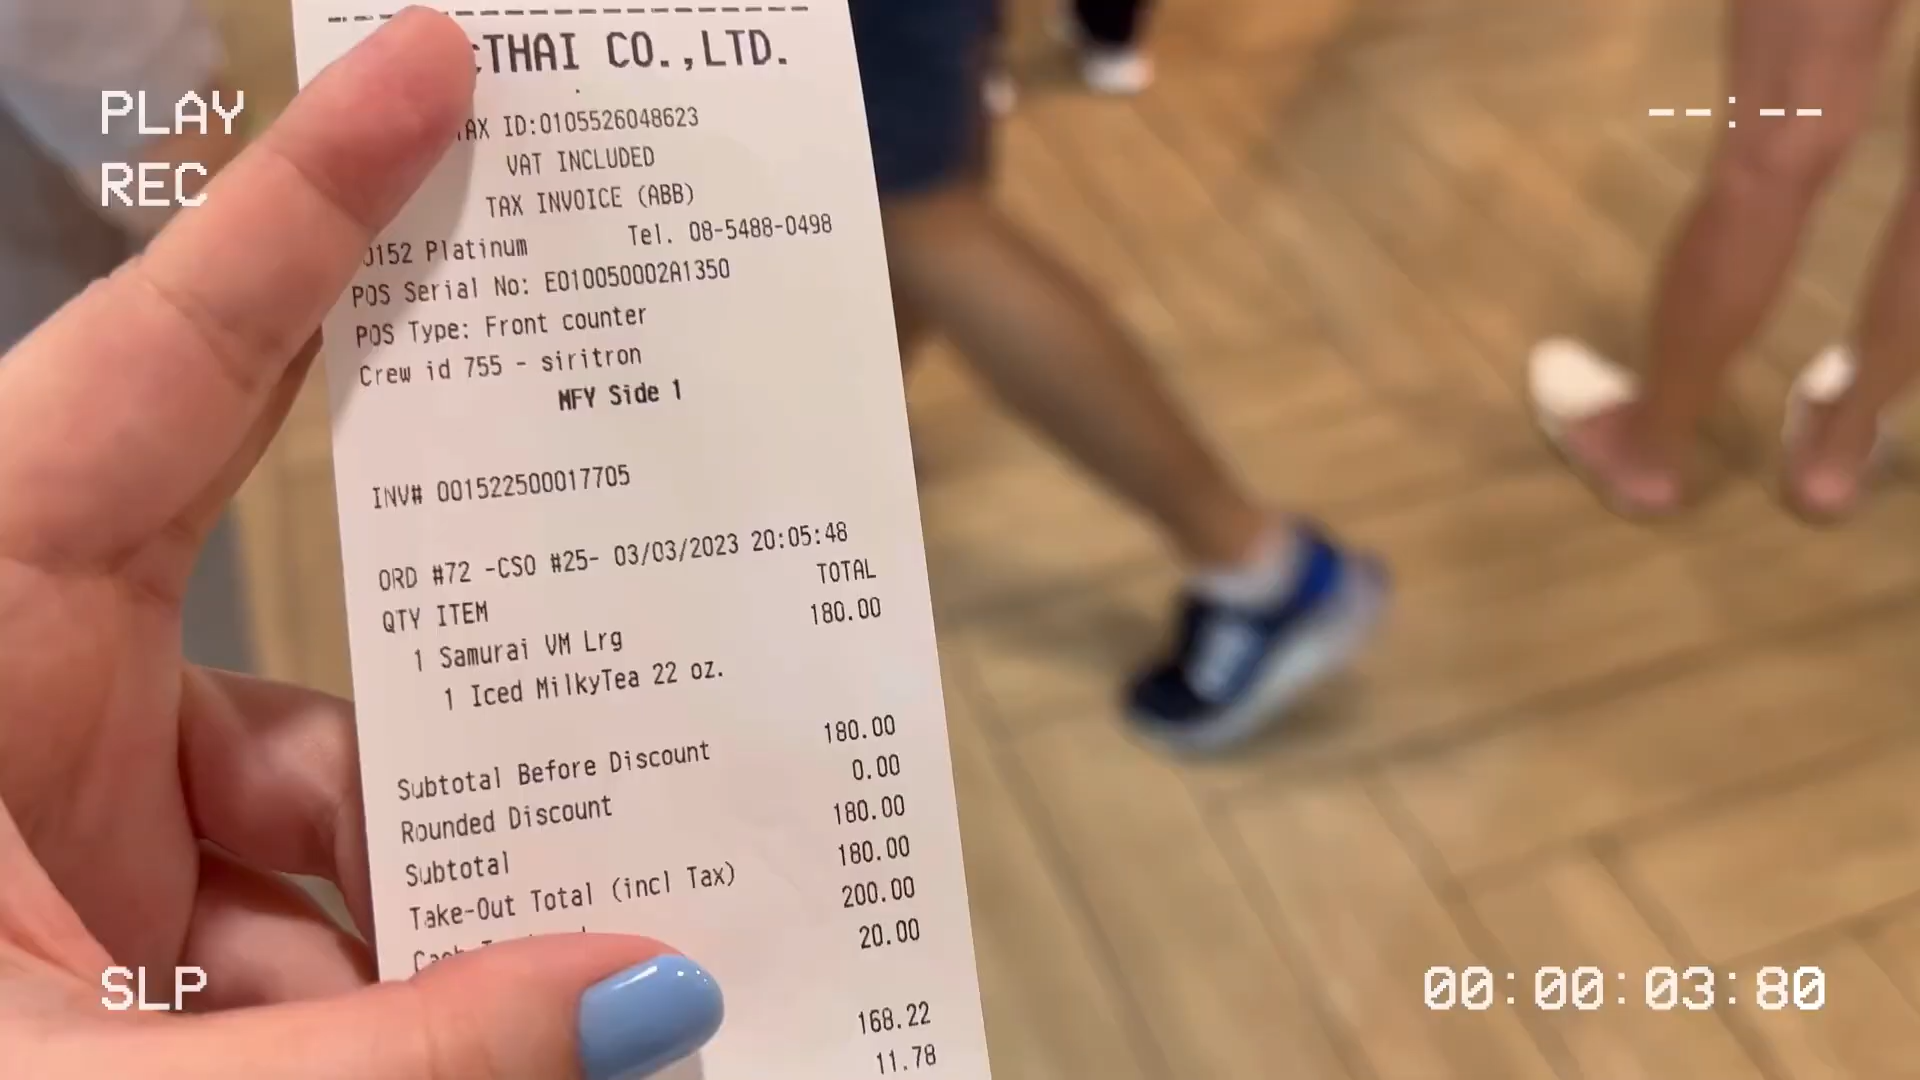 PLAY
REC
--:--
THAI CO.,LTD.
TAX ID:0105526048623
VAT INCLUDED
TAX INVOICE (ABB)
0152 Platinum Tel. 08-5488-0498
POS Serial No: E010050002A1350
POS Type: Front counter
Crew id 755 - siritron
MFY Side 1
INV# 001522500017705
ORD #72 -CSO #25- 03/03/2023 20:05:48
QTY ITEM TOTAL
1 Samurai VM Lrg 180.00
1 Iced MilkyTea 22 oz.
Subtotal Before Discount 180.00
Rounded Discount 0.00
Subtotal 180.00
Take-Out Total (incl Tax) 180.00
200.00
20.00
168.22
11.78
SLP
00:00:03:80